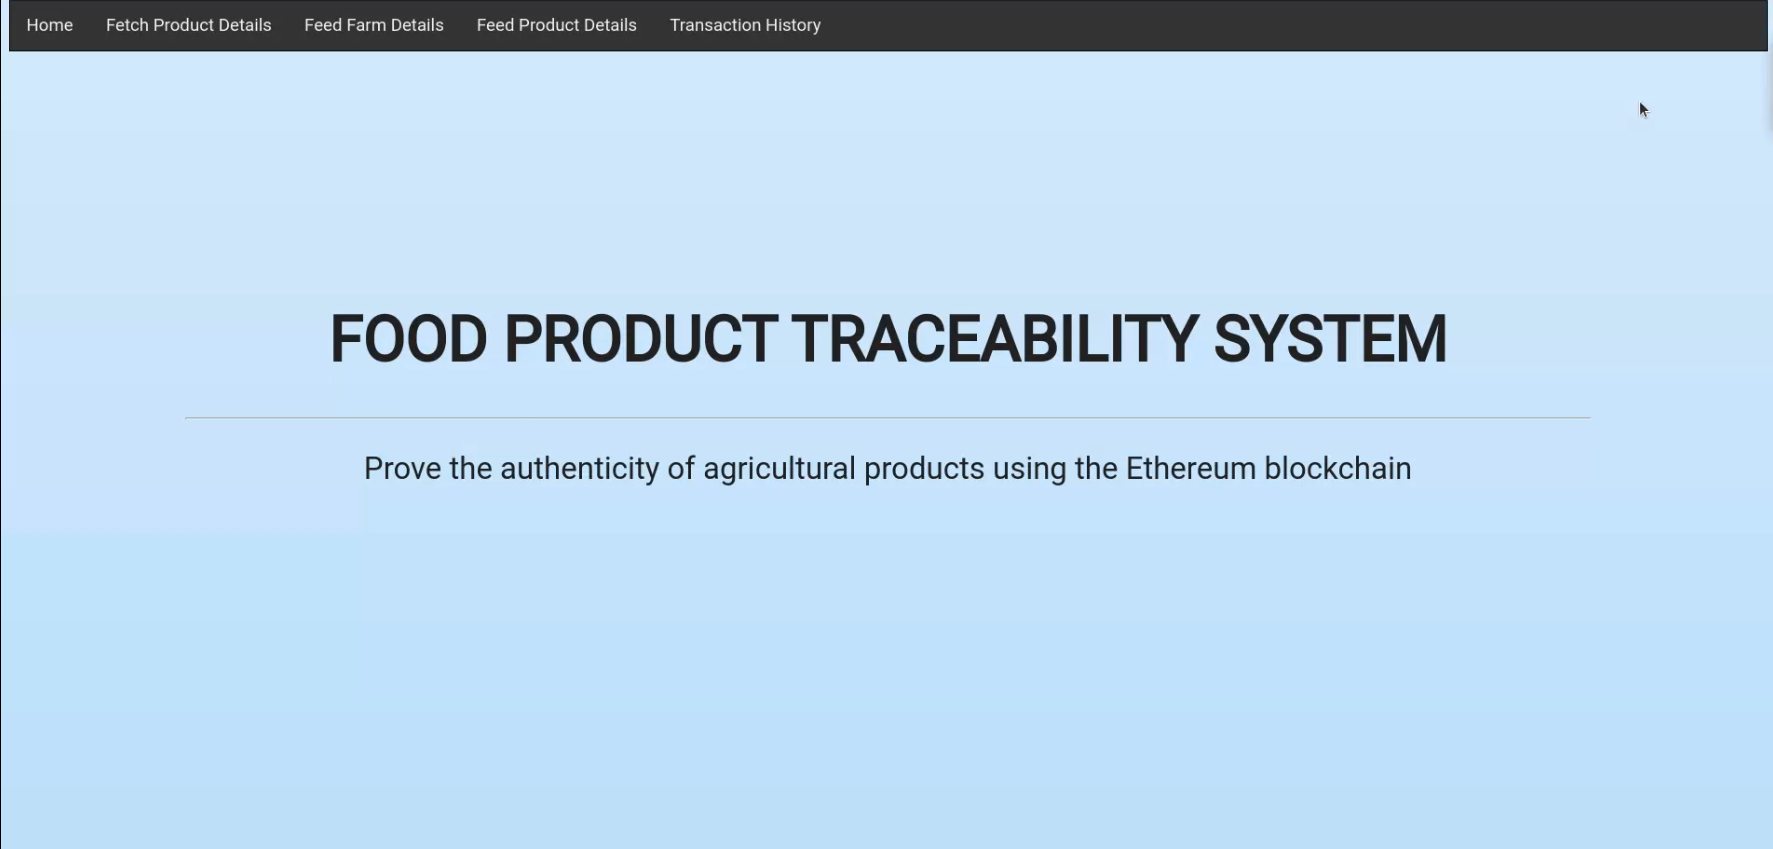 Home Fetch Product Details Feed Farm Details Feed Product Details Transaction History
FOOD PRODUCT TRACEABILITY SYSTEM
Prove the authenticity of agricultural products using the Ethereum blockchain